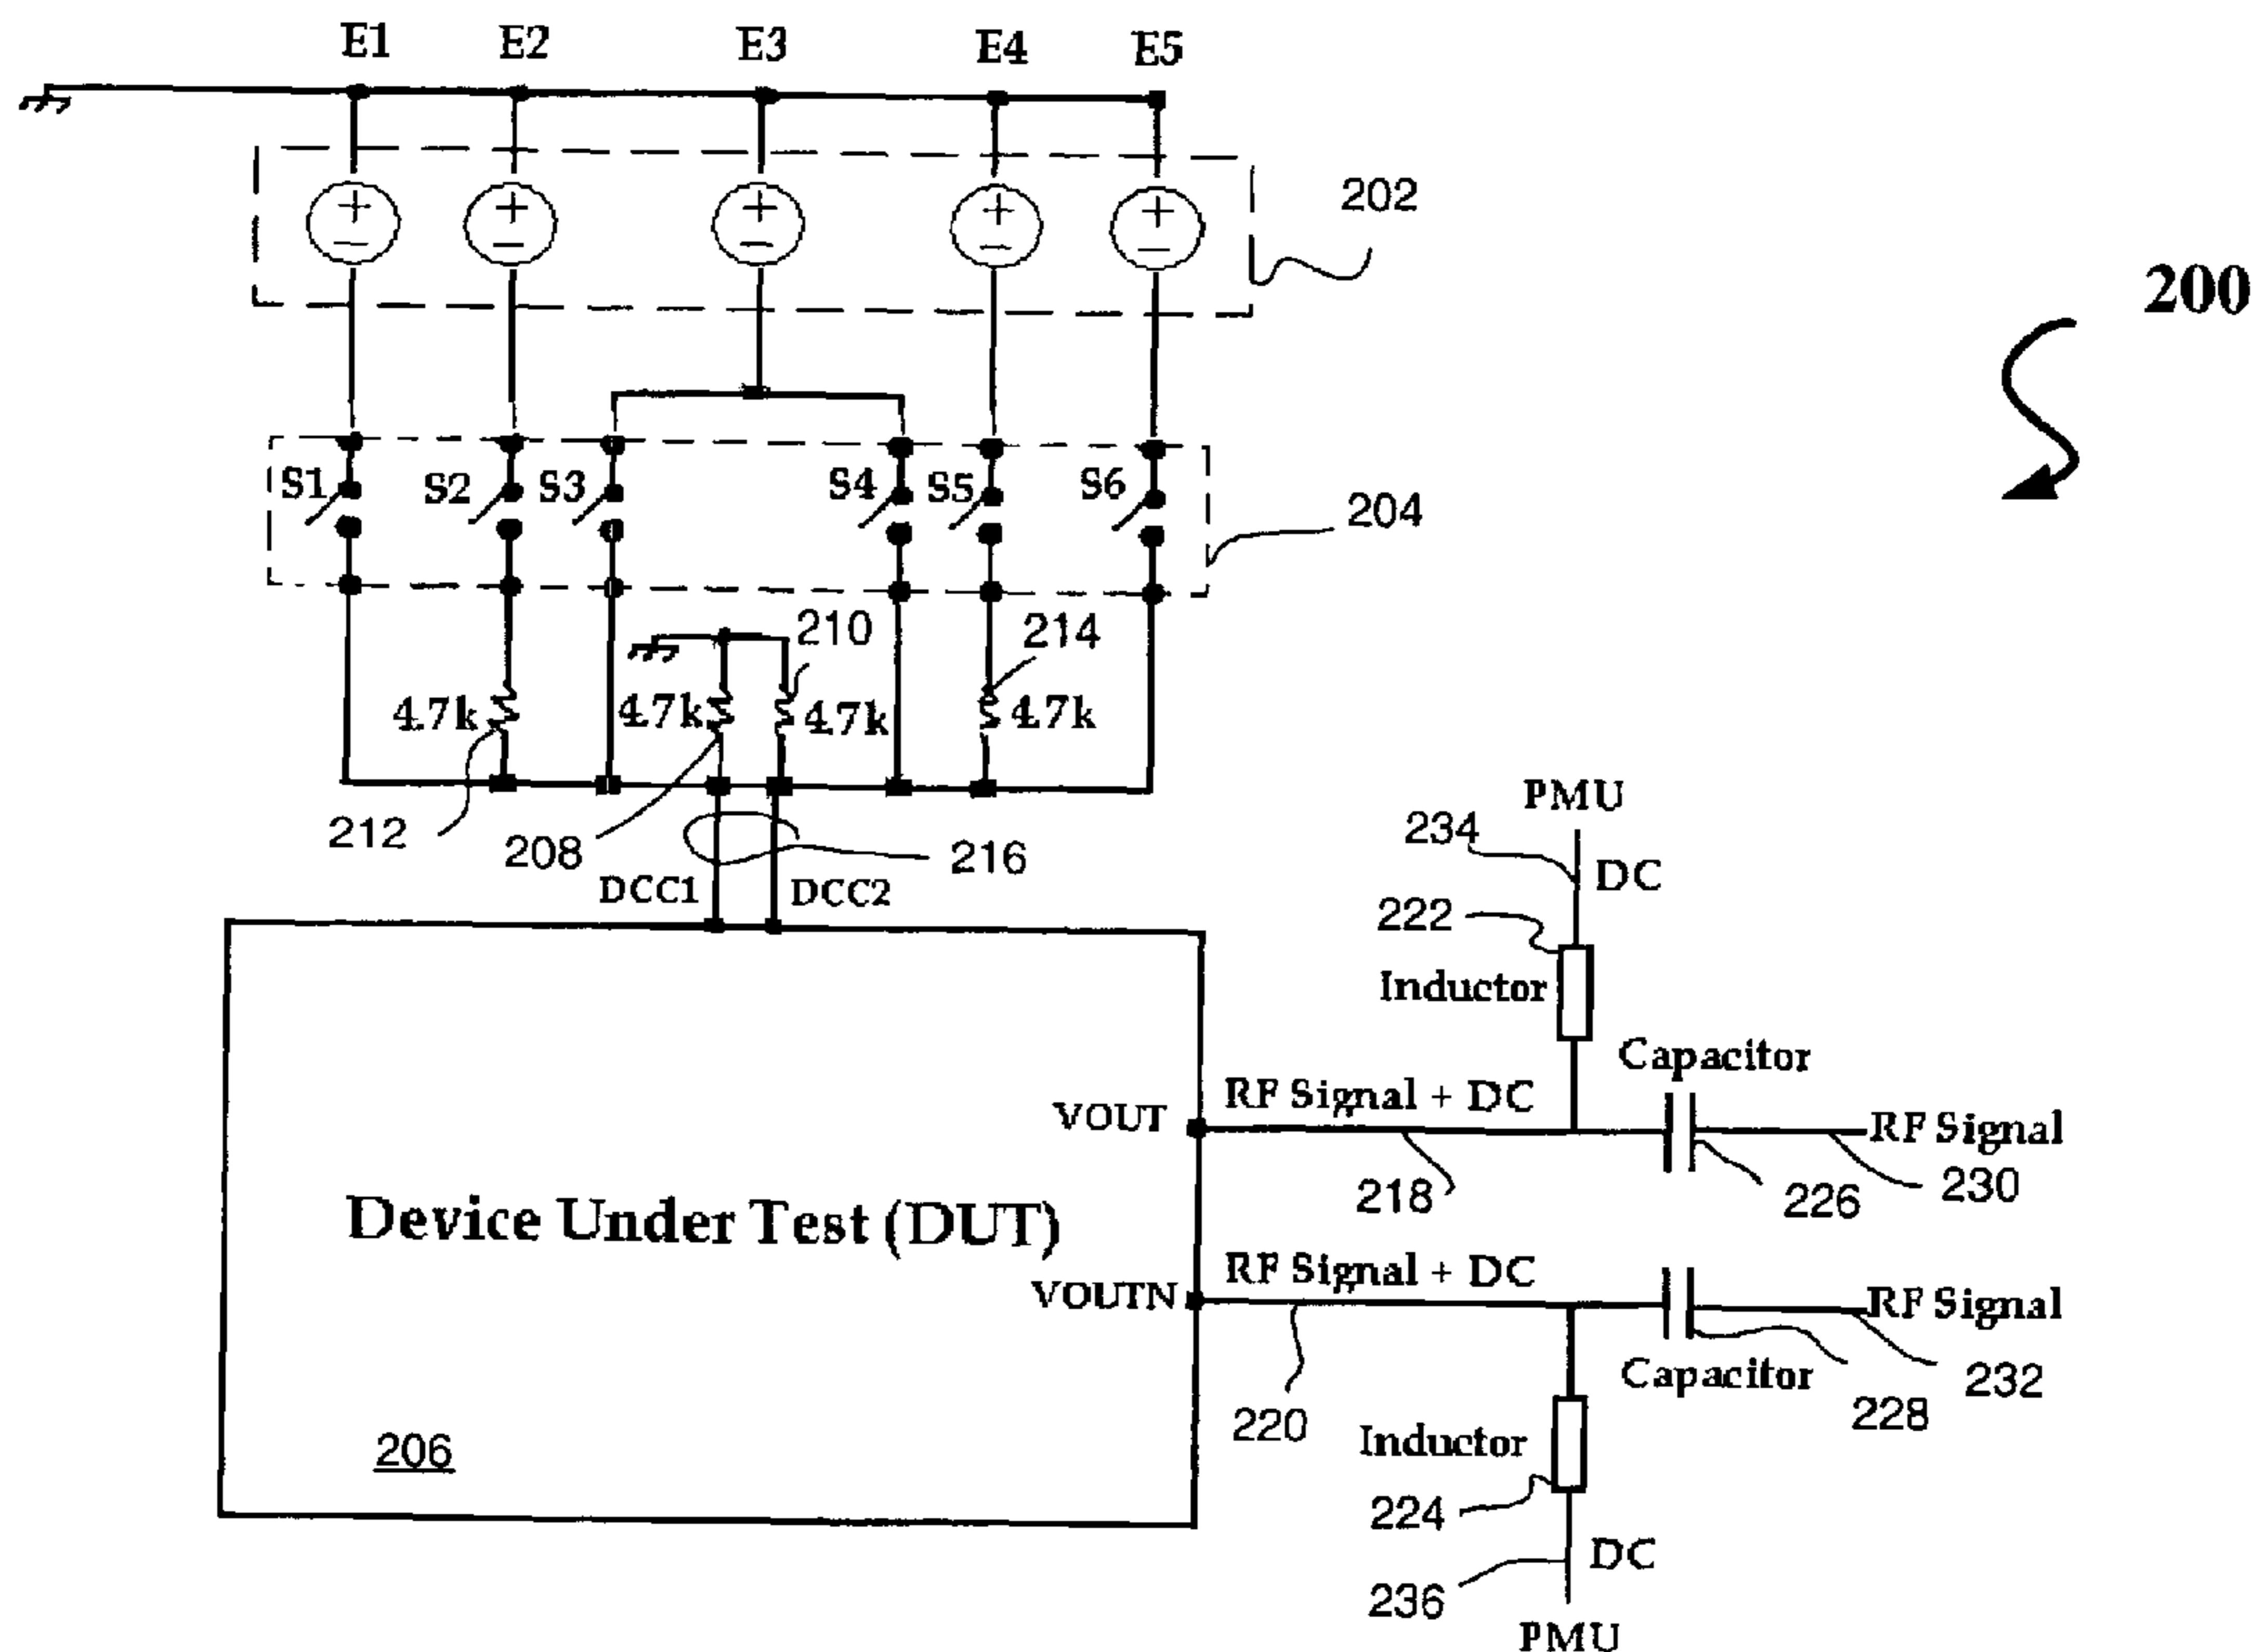 E1 E2 E3 E4 E5
202
200
S1 S2 S3 S4 S5 S6
204
210
214
4.7k 4.7k 4.7k 4.7k
212
208
216
DCC1 DCC2
PMU
234
DC
222
Inductor
Capacitor
RF Signal + DC
VOUT
RF Signal
218
226
230
Device Under Test (DUT)
RF Signal + DC
VOUTN
RF Signal
Capacitor
232
228
220
Inductor
206
224
DC
236
PMU